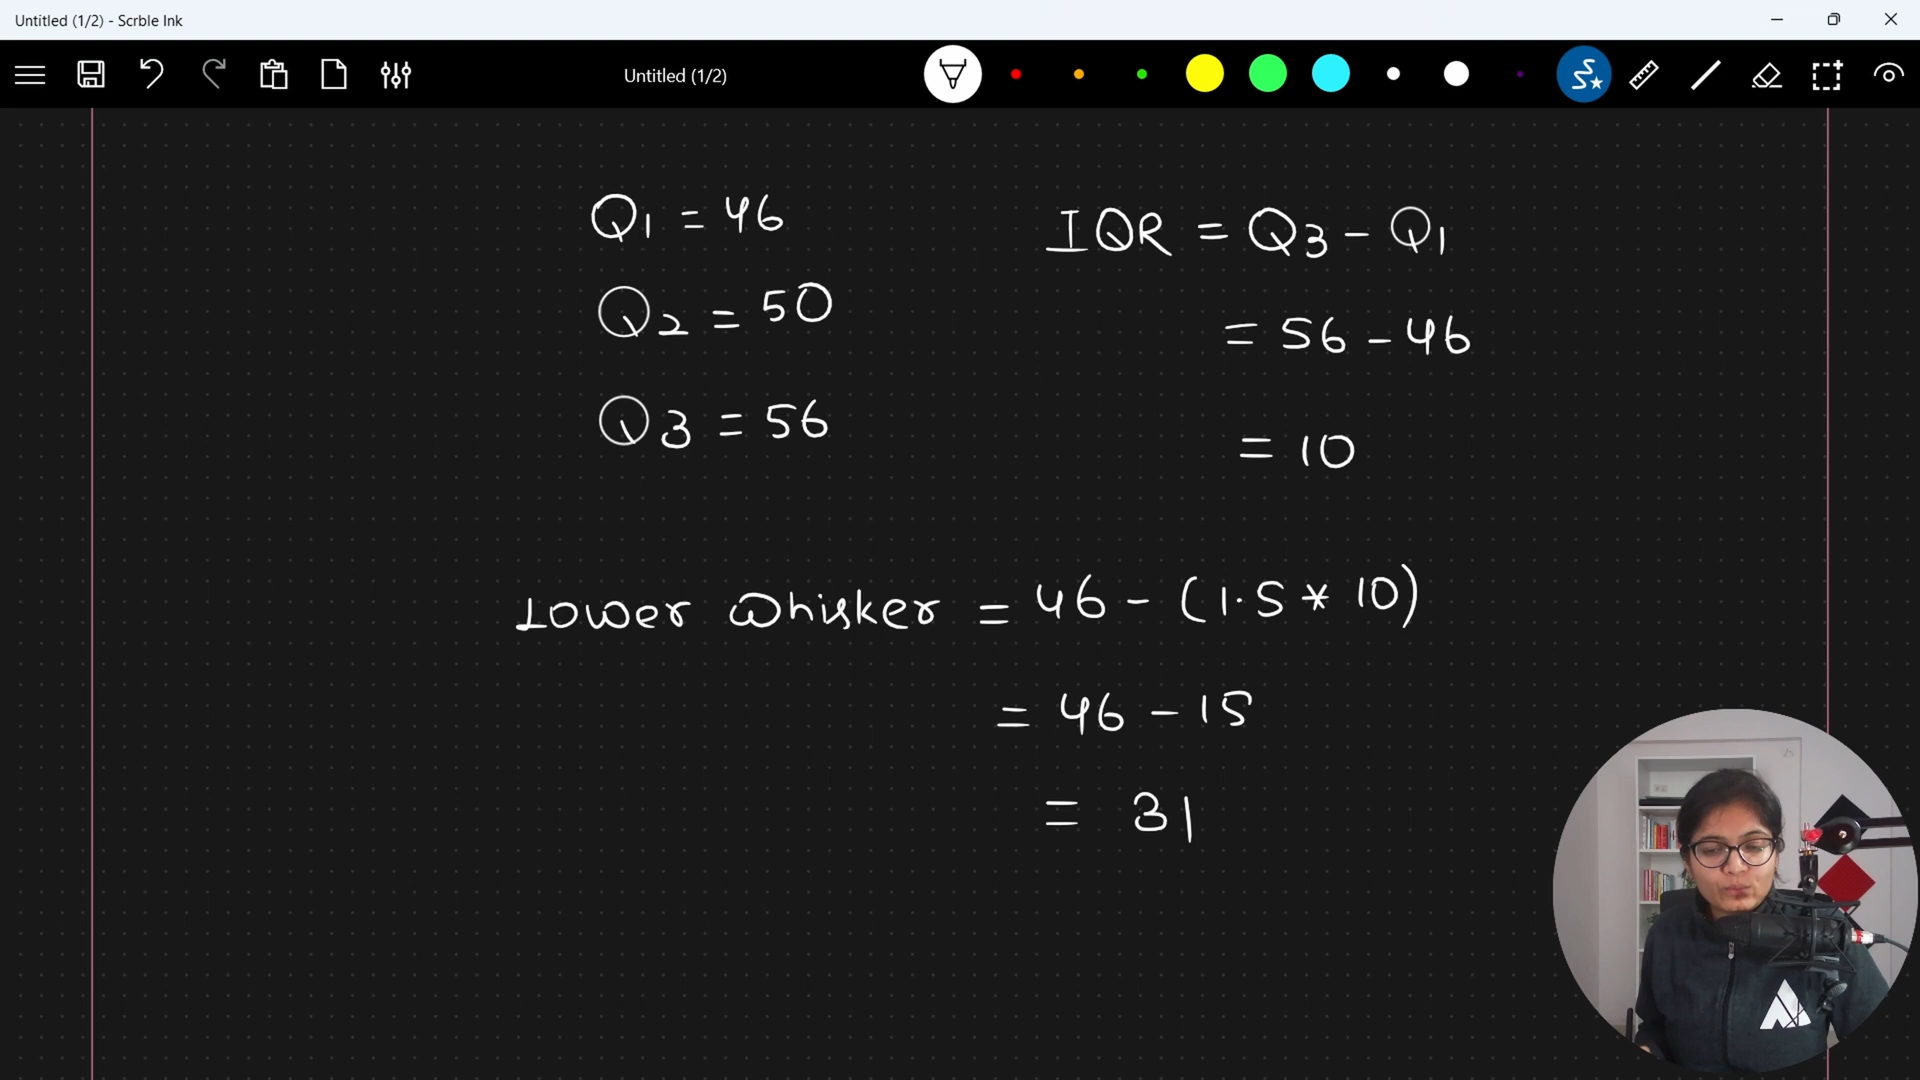 Untitled (1/2) - Scrble Ink
Untitled (1/2)
Q1 = 46
Q2 = 50
Q3 = 56
IQR = Q3 - Q1
= 56 - 46
= 10
Lower Whisker = 46 - (1.5 * 10)
= 46 - 15
= 31